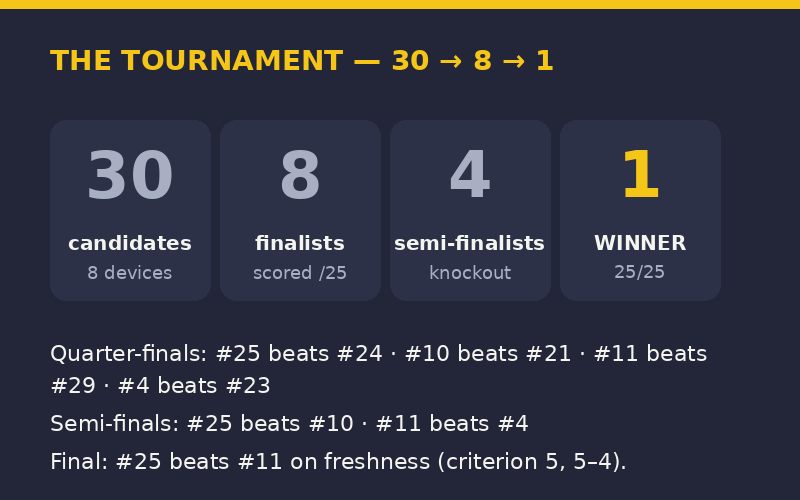 THE TOURNAMENT — 30 → 8 → 1
30
candidates
8 devices
8
finalists
scored /25
4
semi-finalists
knockout
1
WINNER
25/25
Quarter-finals: #25 beats #24 · #10 beats #21 · #11 beats
#29 · #4 beats #23
Semi-finals: #25 beats #10 · #11 beats #4
Final: #25 beats #11 on freshness (criterion 5, 5–4).